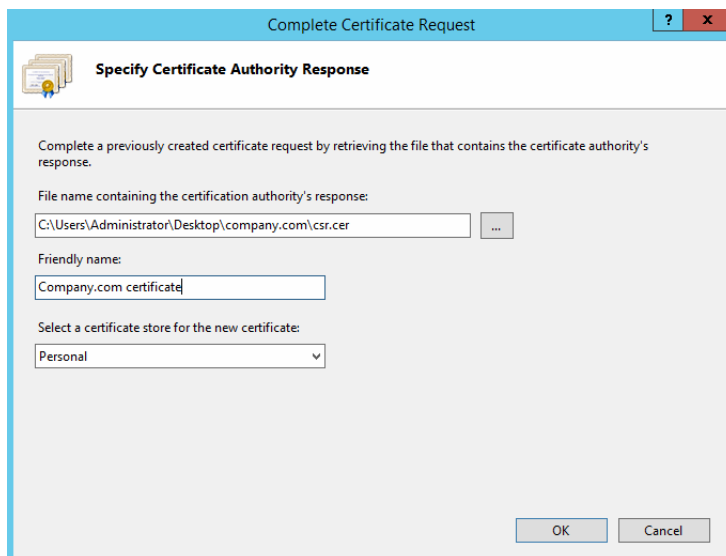 Complete Certificate Request
? x
Specify Certificate Authority Response
Complete a previously created certificate request by retrieving the file that contains the certificate authority's
response.
File name containing the certification authority's response:
C:\Users\Administrator\Desktop\company.com\csr.cer
...
Friendly name:
Company.com certificate
Select a certificate store for the new certificate:
Personal
OK Cancel